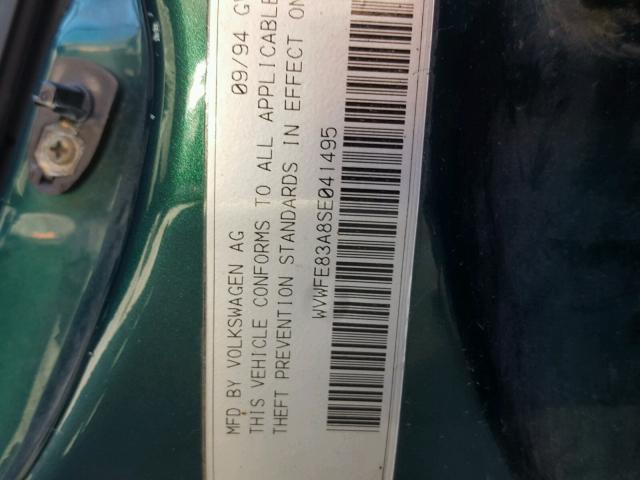 MFD BY VOLKSWAGEN AG 09/94
THIS VEHICLE CONFORMS TO ALL APPLICABLE
THEFT PREVENTION STANDARDS IN EFFECT ON
WVWFE83A8SE041495